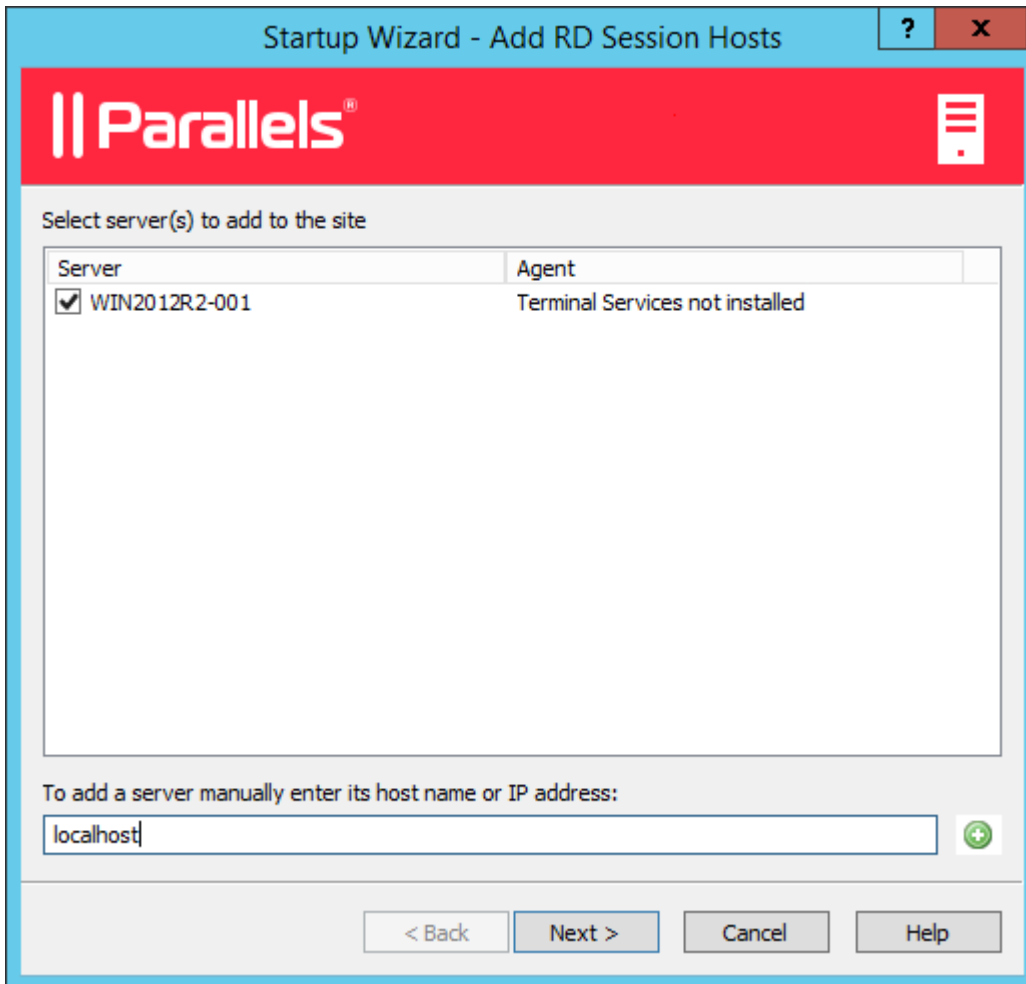 Startup Wizard - Add RD Session Hosts
? x
|| Parallels®
Select server(s) to add to the site
Server Agent
WIN2012R2-001 Terminal Services not installed
To add a server manually enter its host name or IP address:
localhost
< Back Next > Cancel Help